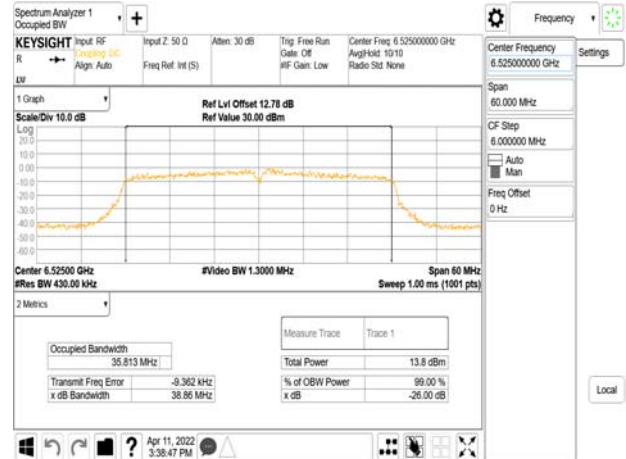 Spectrum Analyzer 1
Occupied BW
Frequency
KEYSIGHT
Input: RF
Coupling: DC
Align: Auto
Input Z: 50 Ω
Freq Ref: Int (S)
Atten: 30 dB
Trig: Free Run
Gate: Off
#IF Gain: Low
Center Freq: 6.525000000 GHz
Avg|Hold: 10/10
Radio Std: None
R
LXI
Center Frequency
6.525000000 GHz
Settings
Span
60.000 MHz
CF Step
6.000000 MHz
Auto
Man
Freq Offset
0 Hz
Local
1 Graph
Scale/Div 10.0 dB
Ref Lvl Offset 12.78 dB
Ref Value 30.00 dBm
Log
20.0
10.0
0.00
-10.0
-20.0
-30.0
-40.0
-50.0
-60.0
Center 6.52500 GHz
#Res BW 430.00 kHz
#Video BW 1.3000 MHz
Span 60 MHz
Sweep 1.00 ms (1001 pts)
2 Metrics
Measure Trace Trace 1
Occupied Bandwidth
35.813 MHz
Total Power 13.8 dBm
Transmit Freq Error -9.362 kHz
% of OBW Power 99.00 %
x dB Bandwidth 38.86 MHz
x dB -26.00 dB
Apr 11, 2022
3:38:47 PM